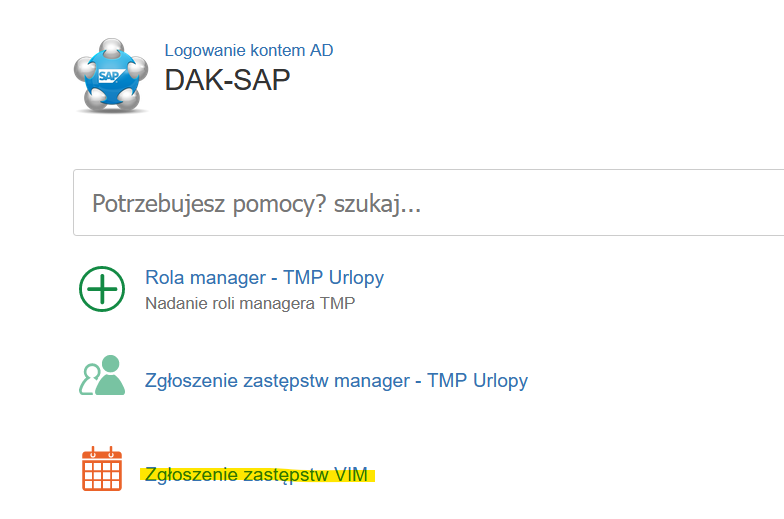 Logowanie kontem AD
SAP
DAK-SAP
Potrzebujesz pomocy? szukaj...
Rola manager - TMP Urlopy
Nadanie roli managera TMP
Zgłoszenie zastępstw manager - TMP Urlopy
Zgłoszenie zastępstw VIM